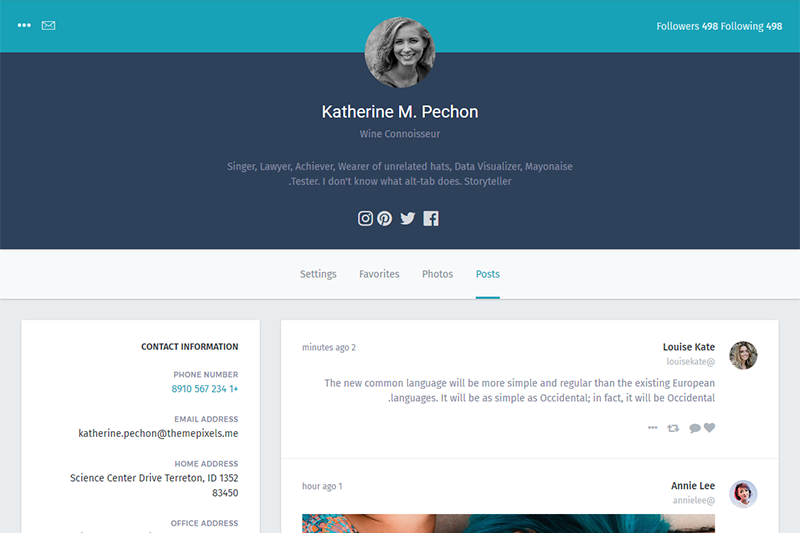 Followers 498 Following 498
Katherine M. Pechon
Wine Connoisseur
Singer, Lawyer, Achiever, Wearer of unrelated hats, Data Visualizer, Mayonaise
.Tester. I don't know what alt-tab does. Storyteller
Settings Favorites Photos Posts
CONTACT INFORMATION
PHONE NUMBER
8910 567 234 1+
EMAIL ADDRESS
katherine.pechon@themepixels.me
HOME ADDRESS
Science Center Drive Terreton, ID 1352
83450
OFFICE ADDRESS
minutes ago 2
Louise Kate
louisekate@
The new common language will be more simple and regular than the existing European
.languages. It will be as simple as Occidental; in fact, it will be Occidental
hour ago 1
Annie Lee
annielee@